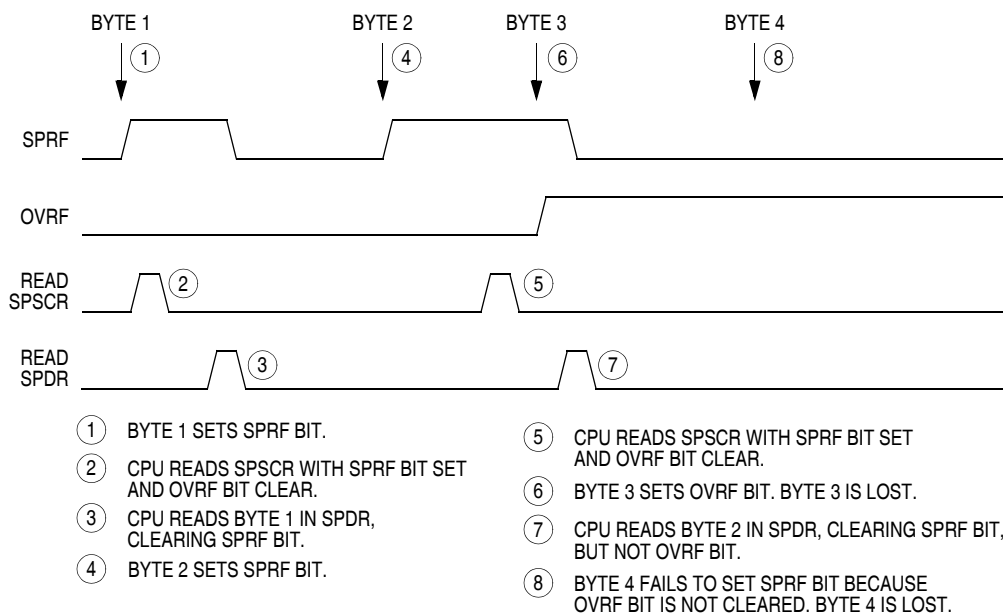 BYTE 1 BYTE 2 BYTE 3 BYTE 4
1 4 6 8
SPRF
OVRF
READ
SPSCR
2 5
READ
SPDR
3 7
1 BYTE 1 SETS SPRF BIT.
2 CPU READS SPSCR WITH SPRF BIT SET
AND OVRF BIT CLEAR.
3 CPU READS BYTE 1 IN SPDR,
CLEARING SPRF BIT.
4 BYTE 2 SETS SPRF BIT.
5 CPU READS SPSCR WITH SPRF BIT SET
AND OVRF BIT CLEAR.
6 BYTE 3 SETS OVRF BIT. BYTE 3 IS LOST.
7 CPU READS BYTE 2 IN SPDR, CLEARING SPRF BIT,
BUT NOT OVRF BIT.
8 BYTE 4 FAILS TO SET SPRF BIT BECAUSE
OVRF BIT IS NOT CLEARED. BYTE 4 IS LOST.